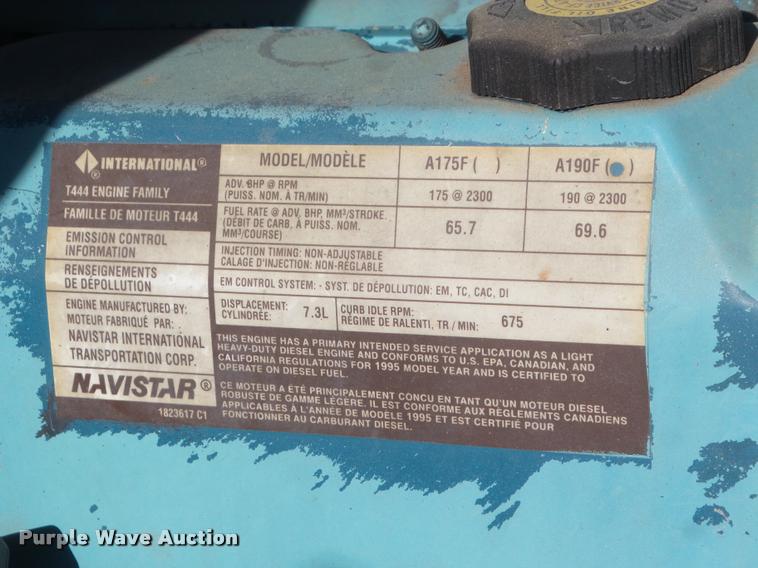 REMOV
INTERNATIONAL®
T444 ENGINE FAMILY
FAMILLE DE MOTEUR T444
EMISSION CONTROL
INFORMATION
RENSEIGNEMENTS
DE DÉPOLLUTION
ENGINE MANUFACTURED BY:
MOTEUR FABRIQUÉ PAR:
NAVISTAR INTERNATIONAL
TRANSPORTATION CORP.
NAVISTAR®
1823617 C1
MODEL/MODÈLE A175F ( ) A190F ( )
ADV. BHP @ RPM
(PUISS. NOM. À TR/MIN) 175 @ 2300 190 @ 2300
FUEL RATE @ ADV. BHP, MM³/STROKE.
(DÉBIT DE CARB. À PUISS. NOM.
MM³/COURSE) 65.7 69.6
INJECTION TIMING: NON-ADJUSTABLE
CALAGE D'INJECTION: NON-RÉGLABLE
EM CONTROL SYSTEM: - SYST. DE DÉPOLLUTION: EM, TC, CAC, DI
DISPLACEMENT:
CYLINDRÉE: 7.3L
CURB IDLE RPM:
RÉGIME DE RALENTI, TR / MIN: 675
THIS ENGINE HAS A PRIMARY INTENDED SERVICE APPLICATION AS A LIGHT
HEAVY-DUTY DIESEL ENGINE AND CONFORMS TO U.S. EPA, CANADIAN, AND
CALIFORNIA REGULATIONS FOR 1995 MODEL YEAR AND IS CERTIFIED TO
OPERATE ON DIESEL FUEL.
CE MOTEUR A ÉTÉ PRINCIPALEMENT CONÇU EN TANT QU'UN MOTEUR DIESEL
ROBUSTE DE GAMME LÉGÈRE. IL EST CONFORME AUX RÈGLEMENTS CANADIENS
APPLICABLES À L'ANNÉE DE MODÈLE 1995 ET EST CERTIFIÉ POUR
FONCTIONNER AU CARBURANT DIESEL.
Purple Wave Auction